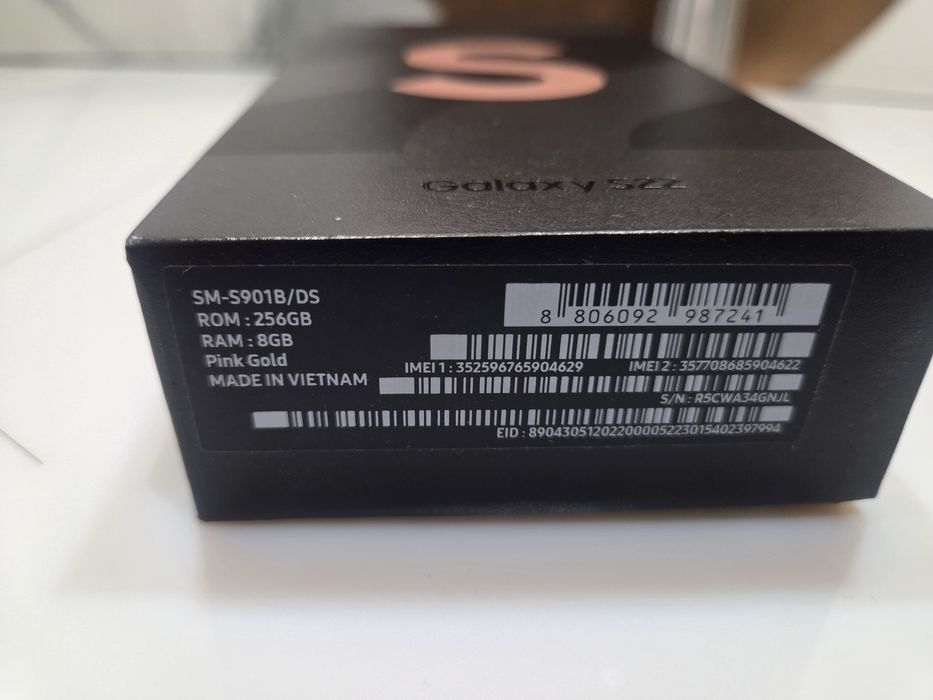 S
Galaxy S22
SM-S901B/DS
ROM : 256GB
RAM : 8GB
Pink Gold
MADE IN VIETNAM
8 806092 987241
IMEI 1 : 352596765904629 IMEI 2 : 357708685904622
S/N : R5CWA34GNJL
EID : 89043051202200005223015402397994